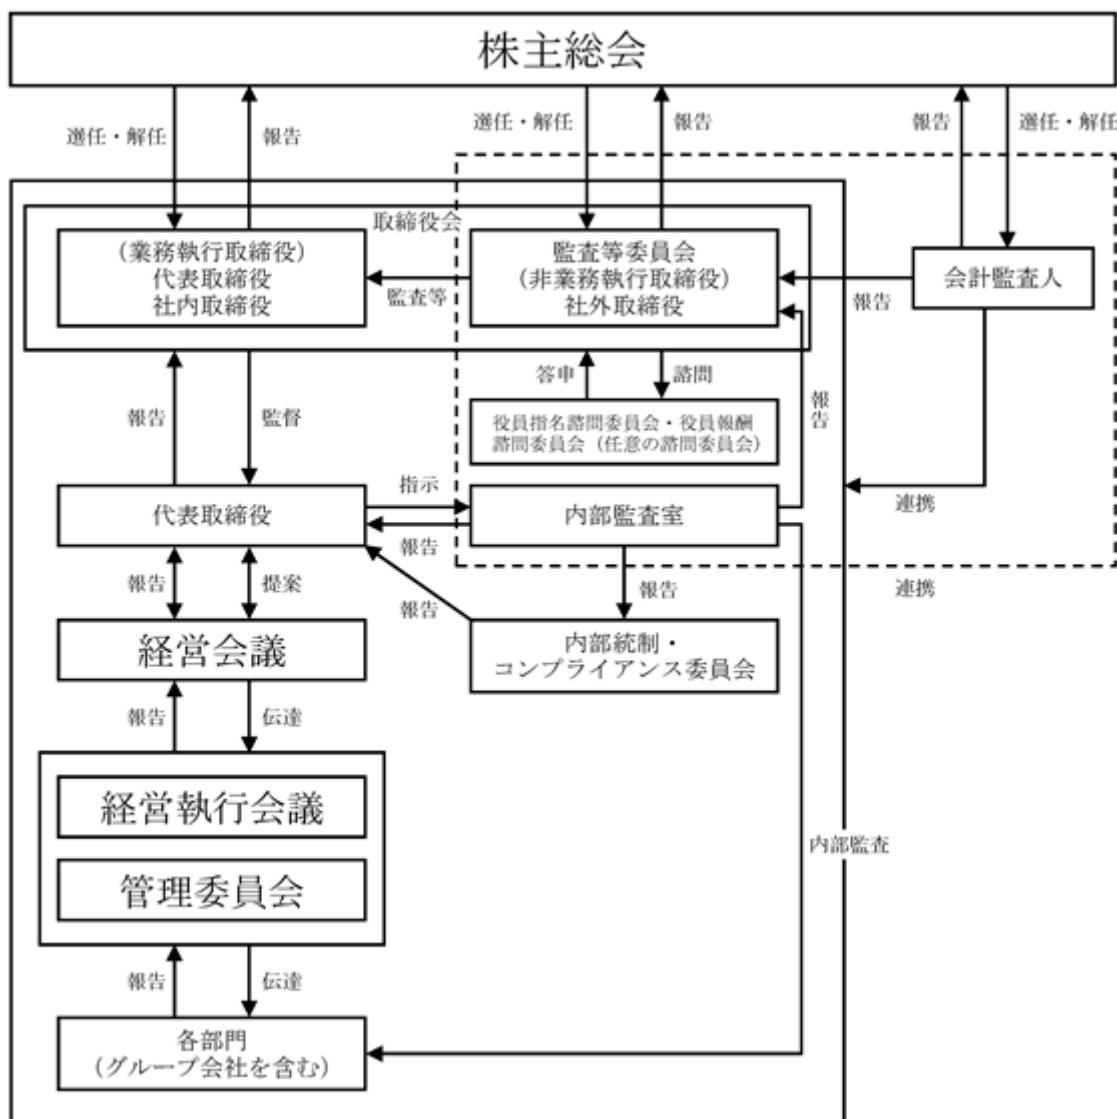 株主総会
選任・解任
報告
選任・解任
報告
報告
選任・解任
取締役会
(業務執行取締役)
代表取締役
社内取締役
監査等
監査等委員会
(非業務執行取締役)
社外取締役
報告
会計監査人
答申
諮問
報告
役員指名諮問委員会・役員報酬
諮問委員会(任意の諮問委員会)
報告
監督
連携
代表取締役
指示
報告
内部監査室
連携
報告
提案
報告
報告
経営会議
内部統制・
コンプライアンス委員会
報告
伝達
経営執行会議
管理委員会
内部監査
報告
伝達
各部門
(グループ会社を含む)